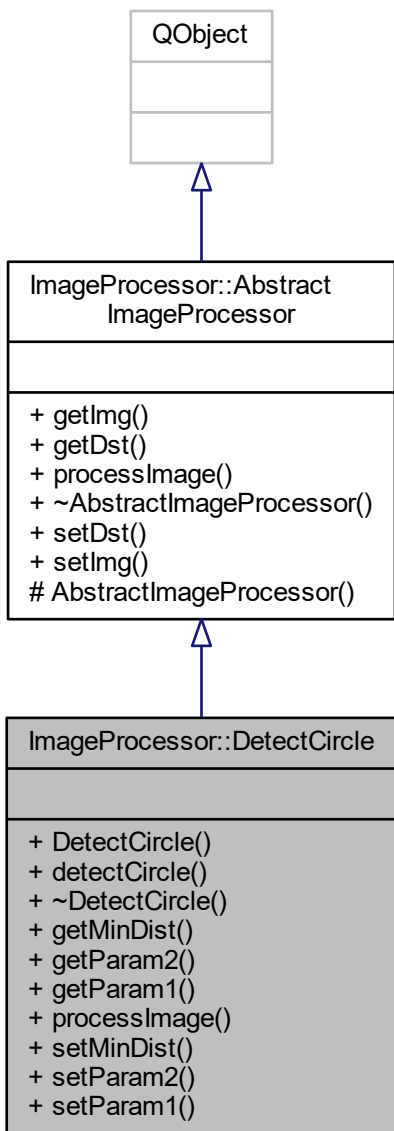 QObject
ImageProcessor::Abstract
ImageProcessor
+ getImg()
+ getDst()
+ processImage()
+ ~AbstractImageProcessor()
+ setDst()
+ setImg()
# AbstractImageProcessor()
ImageProcessor::DetectCircle
+ DetectCircle()
+ detectCircle()
+ ~DetectCircle()
+ getMinDist()
+ getParam2()
+ getParam1()
+ processImage()
+ setMinDist()
+ setParam2()
+ setParam1()